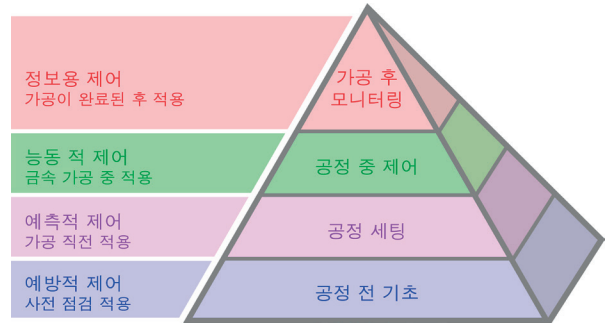 정보용 제어
가공이 완료된 후 적용
가공 후
모니터링
능동 적 제어
금속 가공 중 적용
공정 중 제어
예측적 제어
가공 직전 적용
공정 세팅
예방적 제어
사전 점검 적용
공정 전 기초